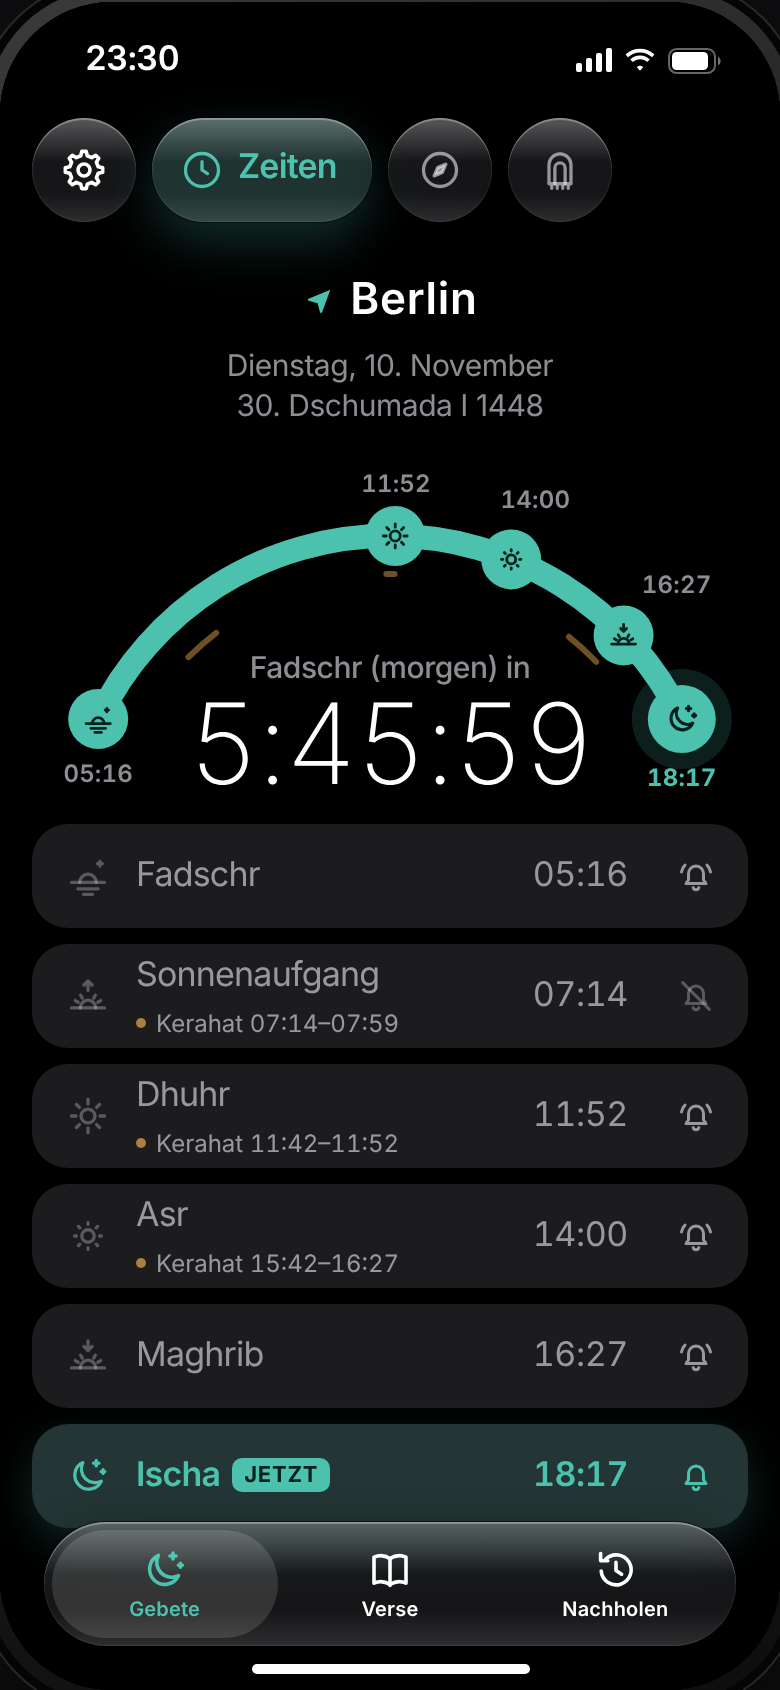 23:30
Zeiten
Berlin
Dienstag, 10. November
30. Dschumada I 1448
11:52
14:00
16:27
Fadschr (morgen) in
5:45:59
05:16
18:17
Fadschr 05:16
Sonnenaufgang 07:14
Kerahat 07:14–07:59
Dhuhr 11:52
Kerahat 11:42–11:52
Asr 14:00
Kerahat 15:42–16:27
Maghrib 16:27
Ischa JETZT 18:17
Gebete Verse Nachholen